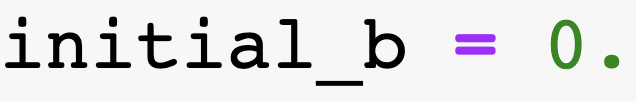 initial_b = 0.